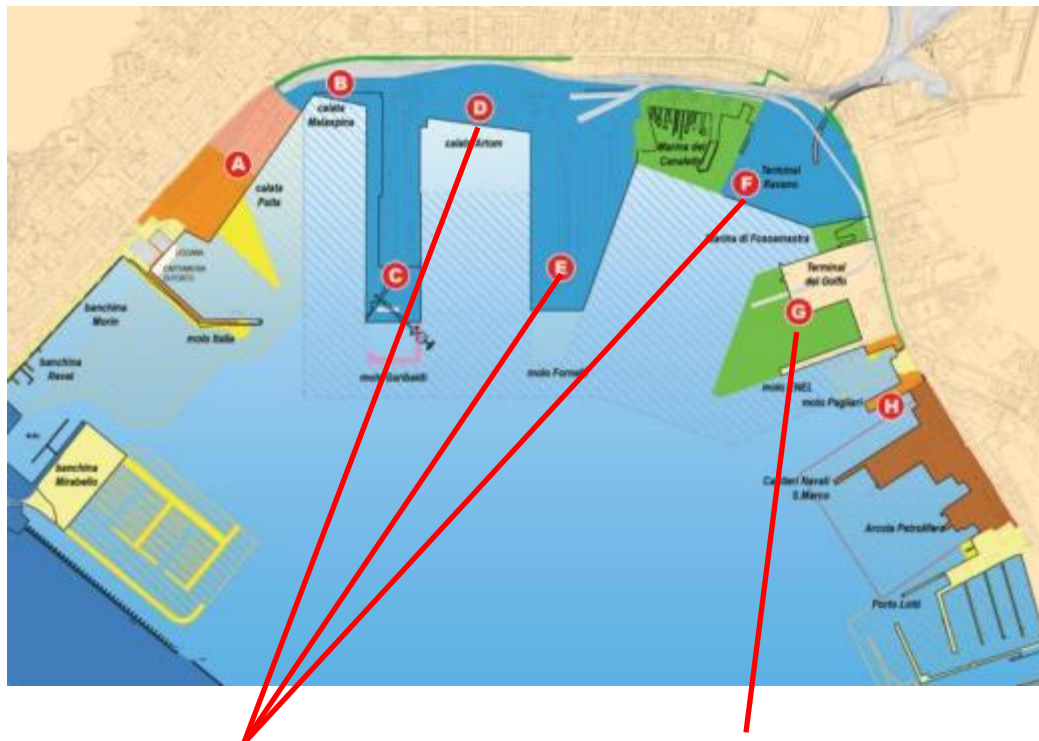 B
calata
Malaspina
D
calata Artom
A
calata
Paita
Marina del
Canaletto
F
Terminal
Ravano
Marina di Fossamastra
C
E
Terminal
del Golfo
G
banchina
Morin
molo Italia
banchina
Revel
molo Garibaldi
molo Fornelli
molo ENEL
molo Pagliari
H
banchina
Mirabello
Cantieri Navali
S.Marco
Arcola Petrolifera
Porto Lotti